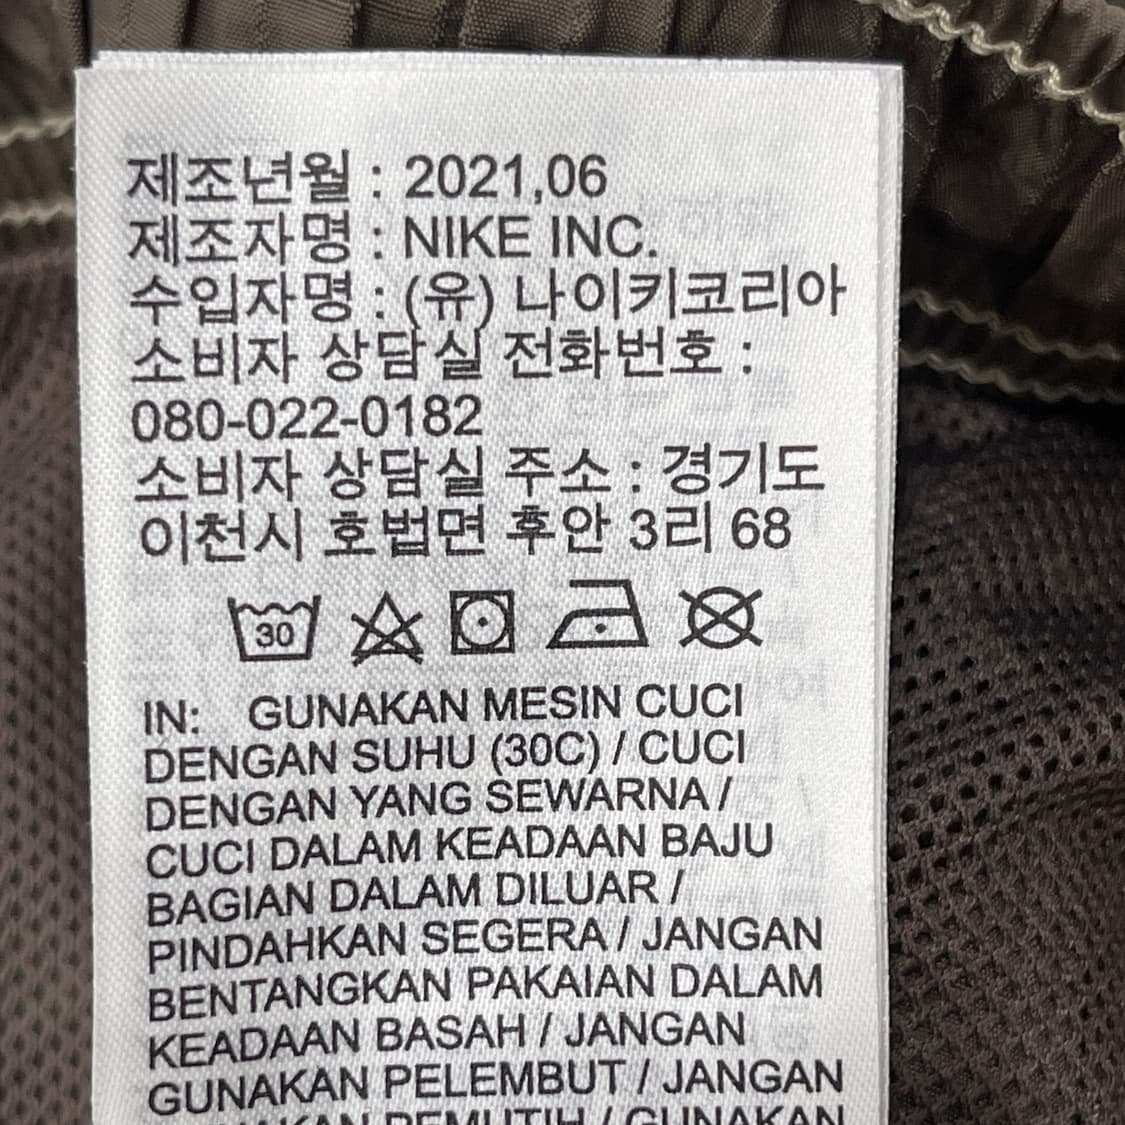 제조년월 : 2021,06
제조자명 : NIKE INC.
수입자명 : (유) 나이키코리아
소비자 상담실 전화번호 :
080-022-0182
소비자 상담실 주소 : 경기도
이천시 호법면 후안 3리 68
30
IN: GUNAKAN MESIN CUCI
DENGAN SUHU (30C) / CUCI
DENGAN YANG SEWARNA /
CUCI DALAM KEADAAN BAJU
BAGIAN DALAM DILUAR /
PINDAHKAN SEGERA / JANGAN
BENTANGKAN PAKAIAN DALAM
KEADAAN BASAH / JANGAN
GUNAKAN PELEMBUT / JANGAN
GUNAKAN PEMUTIH / GUNAKAN